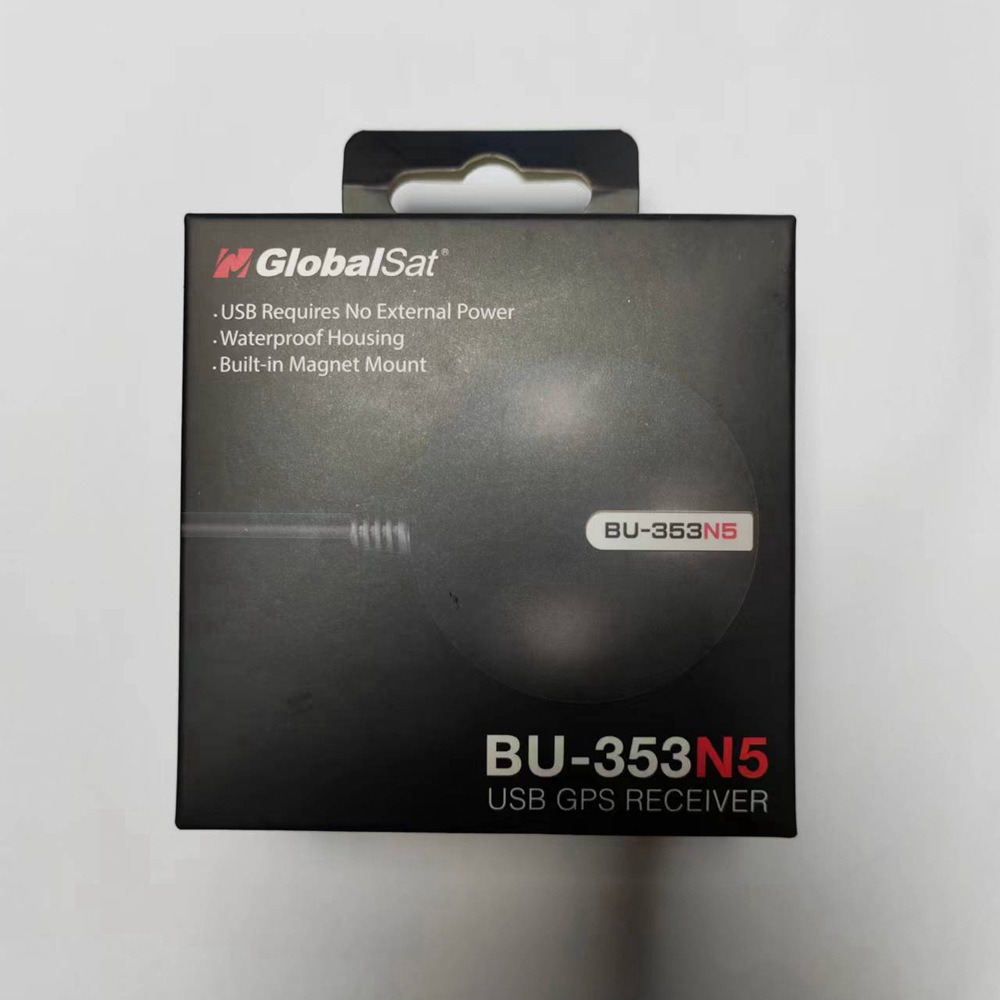 GlobalSat®
· USB Requires No External Power
· Waterproof Housing
· Built-in Magnet Mount
BU-353N5
BU-353N5
USB GPS RECEIVER